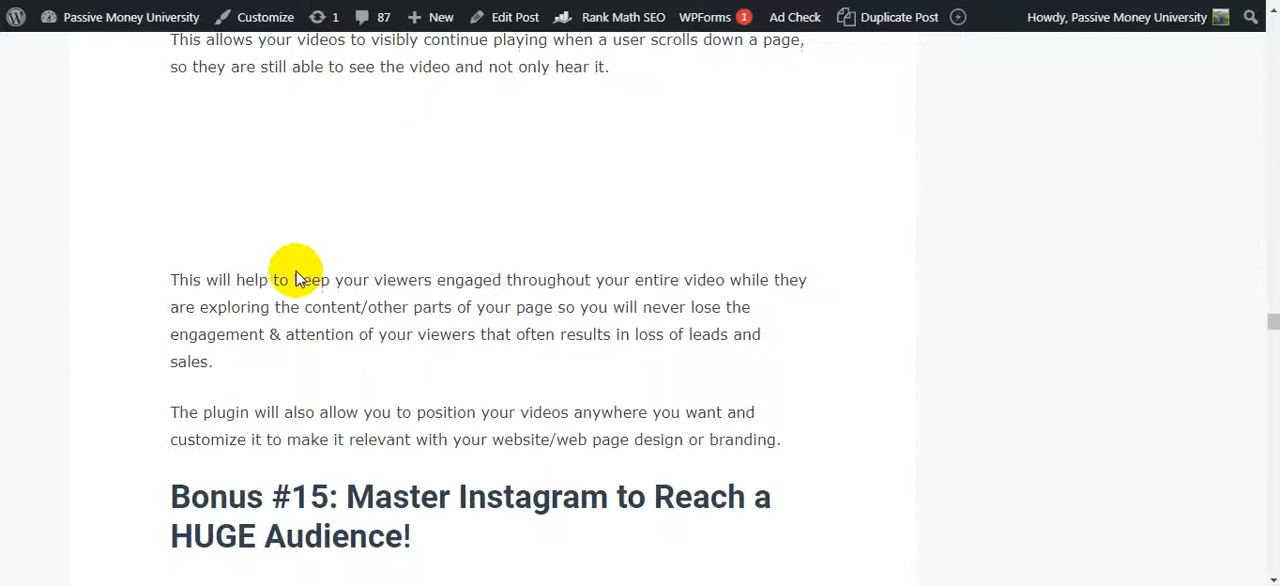 Passive Money University Customize 1 87 New Edit Post Rank Math SEO WPForms 1 Ad Check Duplicate Post Howdy, Passive Money University
This allows your videos to visibly continue playing when a user scrolls down a page,
so they are still able to see the video and not only hear it.
This will help to keep your viewers engaged throughout your entire video while they
are exploring the content/other parts of your page so you will never lose the
engagement & attention of your viewers that often results in loss of leads and
sales.
The plugin will also allow you to position your videos anywhere you want and
customize it to make it relevant with your website/web page design or branding.
Bonus #15: Master Instagram to Reach a
HUGE Audience!